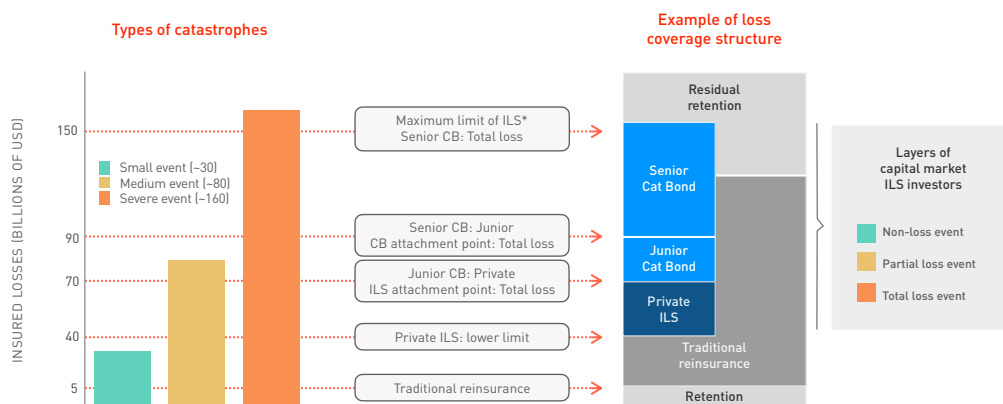 Types of catastrophes
Example of loss
coverage structure
INSURED LOSSES (BILLIONS OF USD)
150
90
70
40
5
Small event (~30)
Medium event (~80)
Severe event (~160)
Maximum limit of ILS*
Senior CB: Total loss
Senior CB: Junior
CB attachment point: Total loss
Junior CB: Private
ILS attachment point: Total loss
Private ILS: lower limit
Traditional reinsurance
Residual
retention
Senior
Cat Bond
Junior
Cat Bond
Private
ILS
Traditional
reinsurance
Retention
Layers of
capital market
ILS investors
Non-loss event
Partial loss event
Total loss event